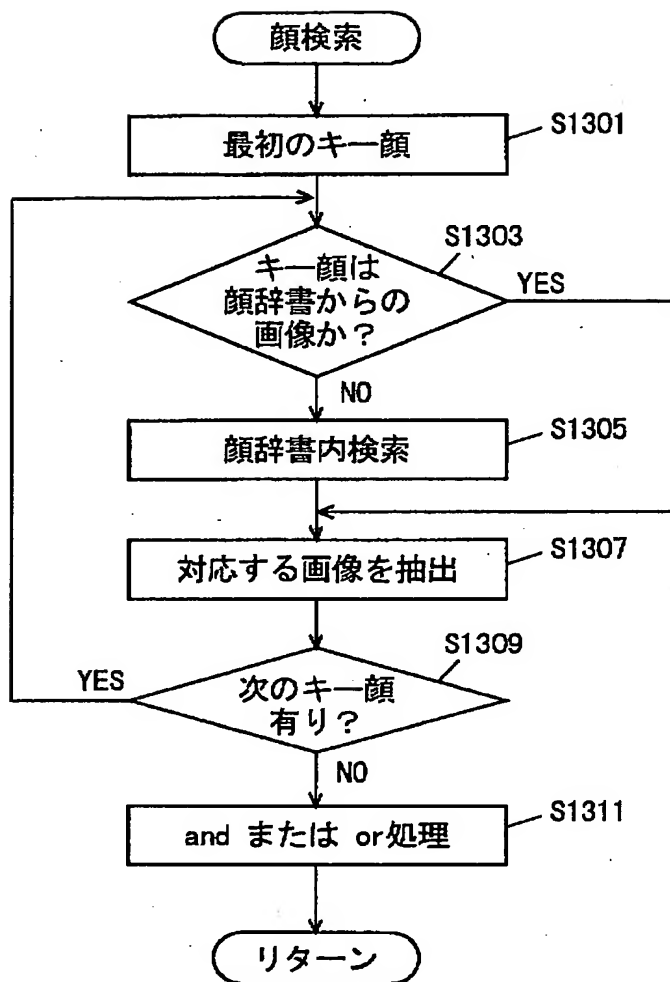 顔検索
最初のキー顔
S1301
キー顔は
顔辞書からの
画像か？
S1303
YES
NO
顔辞書内検索
S1305
対応する画像を抽出
S1307
次のキー顔
有り？
S1309
YES
NO
and または or処理
S1311
リターン